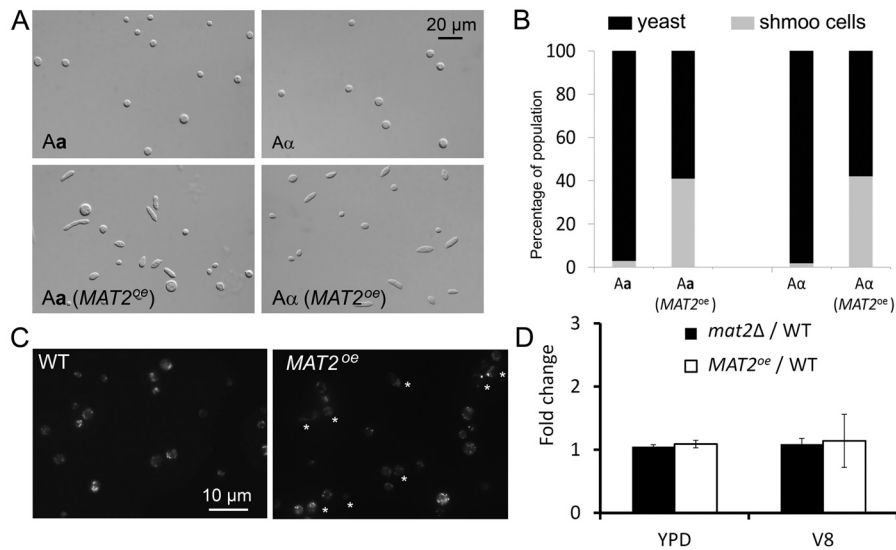 A
20 µm
Aa
Aα
Aa (MAT2oe)
Aα (MAT2oe)
B
yeast
shmoo cells
Percentage of population
100
80
60
40
20
0
Aa
Aa
(MAT2oe)
Aα
Aα
(MAT2oe)
C
WT
10 µm
MAT2 oe
* * * * * * * * *
D
mat2Δ / WT
MAT2oe / WT
Fold change
3
2
1
0
YPD
V8